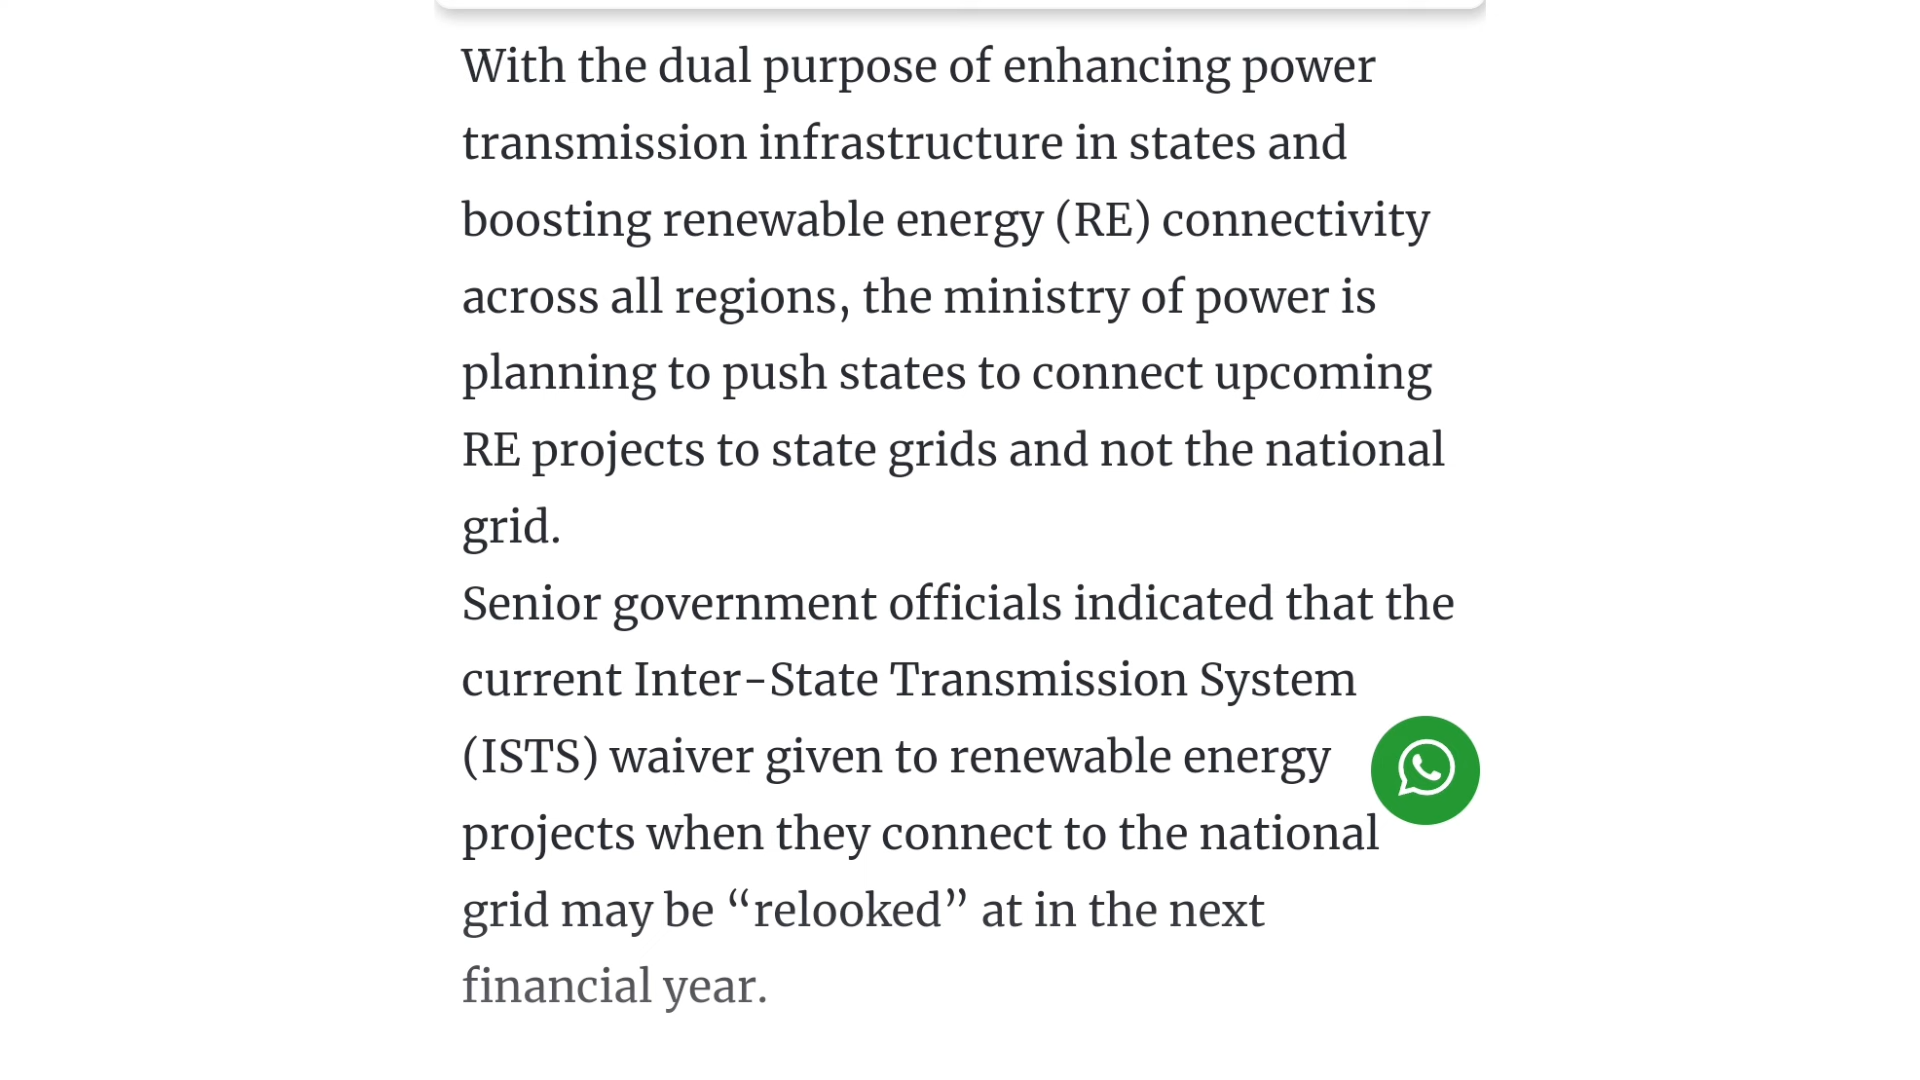 With the dual purpose of enhancing power
transmission infrastructure in states and
boosting renewable energy (RE) connectivity
across all regions, the ministry of power is
planning to push states to connect upcoming
RE projects to state grids and not the national
grid.
Senior government officials indicated that the
current Inter-State Transmission System
(ISTS) waiver given to renewable energy
projects when they connect to the national
grid may be “relooked” at in the next
financial year.